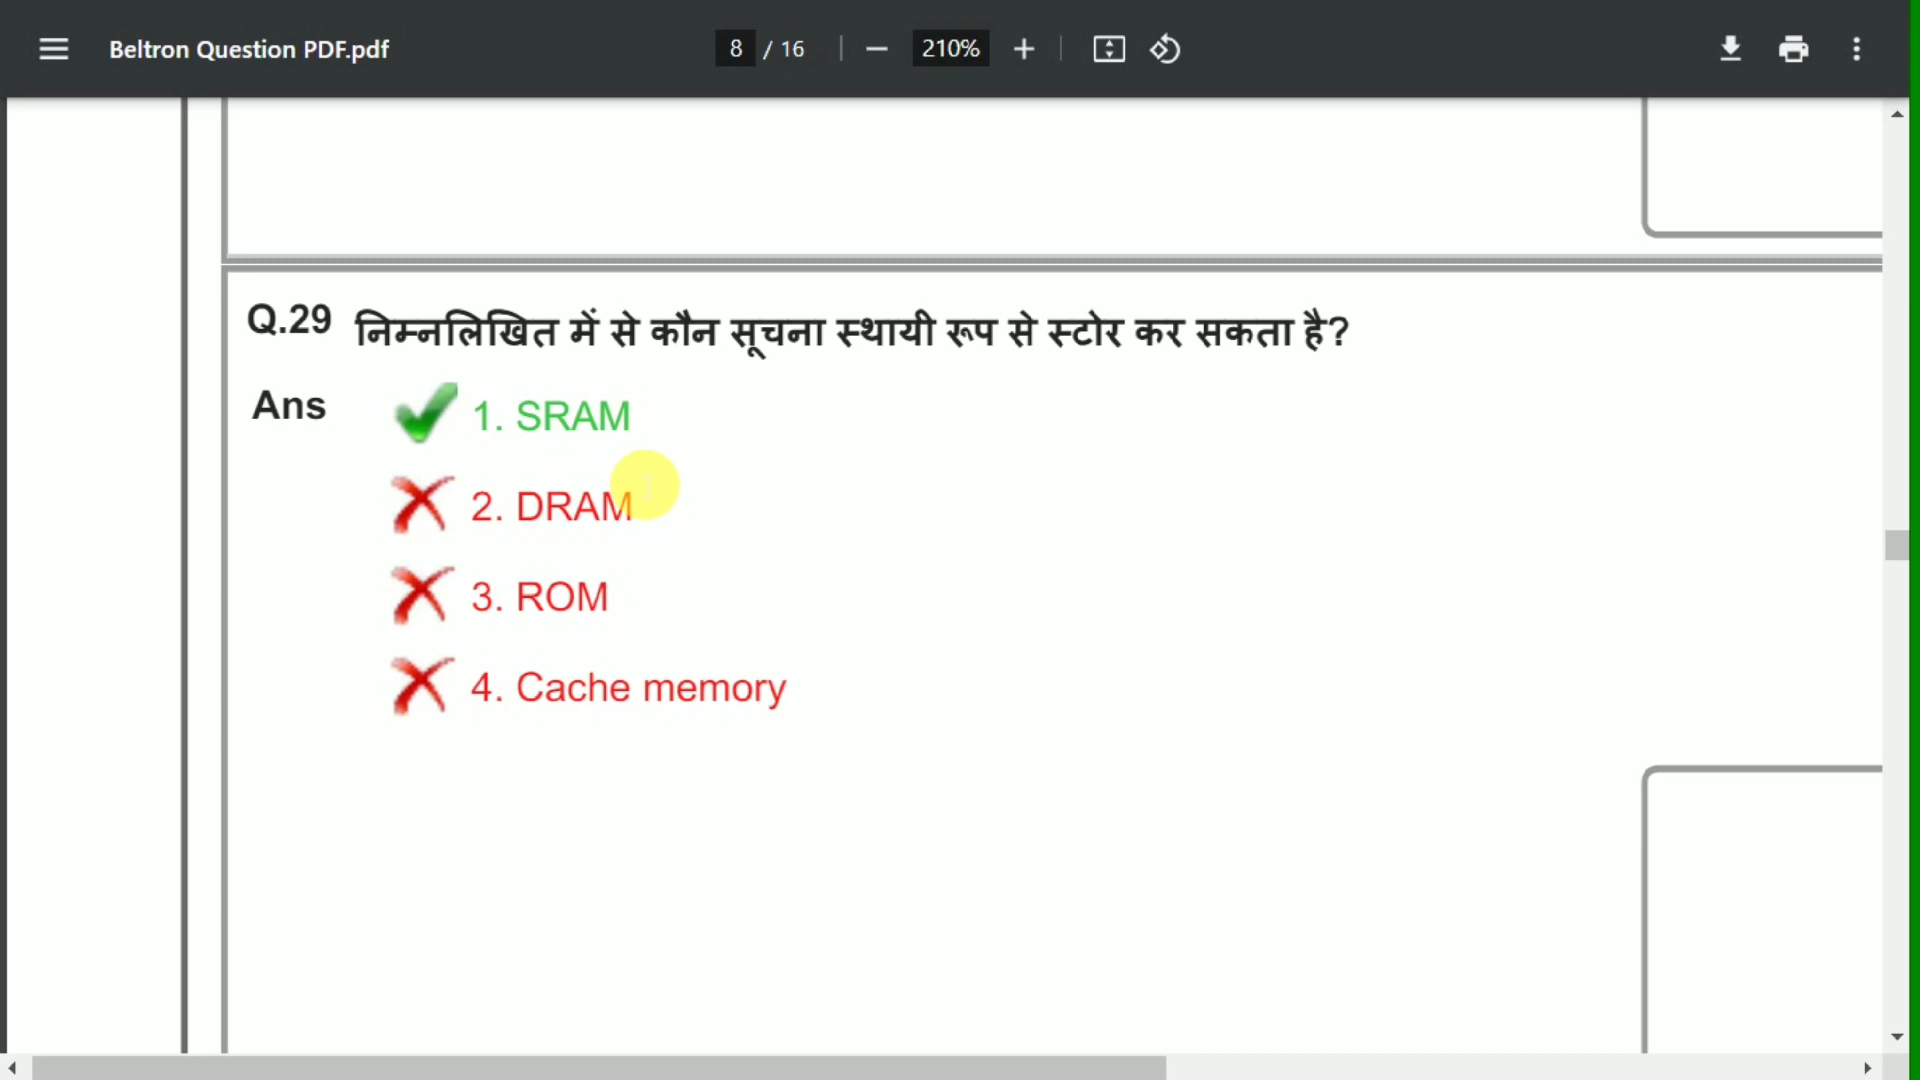 Beltron Question PDF.pdf
8 / 16
210%
Q.29 निम्नलिखित में से कौन सूचना स्थायी रूप से स्टोर कर सकता है?
Ans 1. SRAM
2. DRAM
3. ROM
4. Cache memory